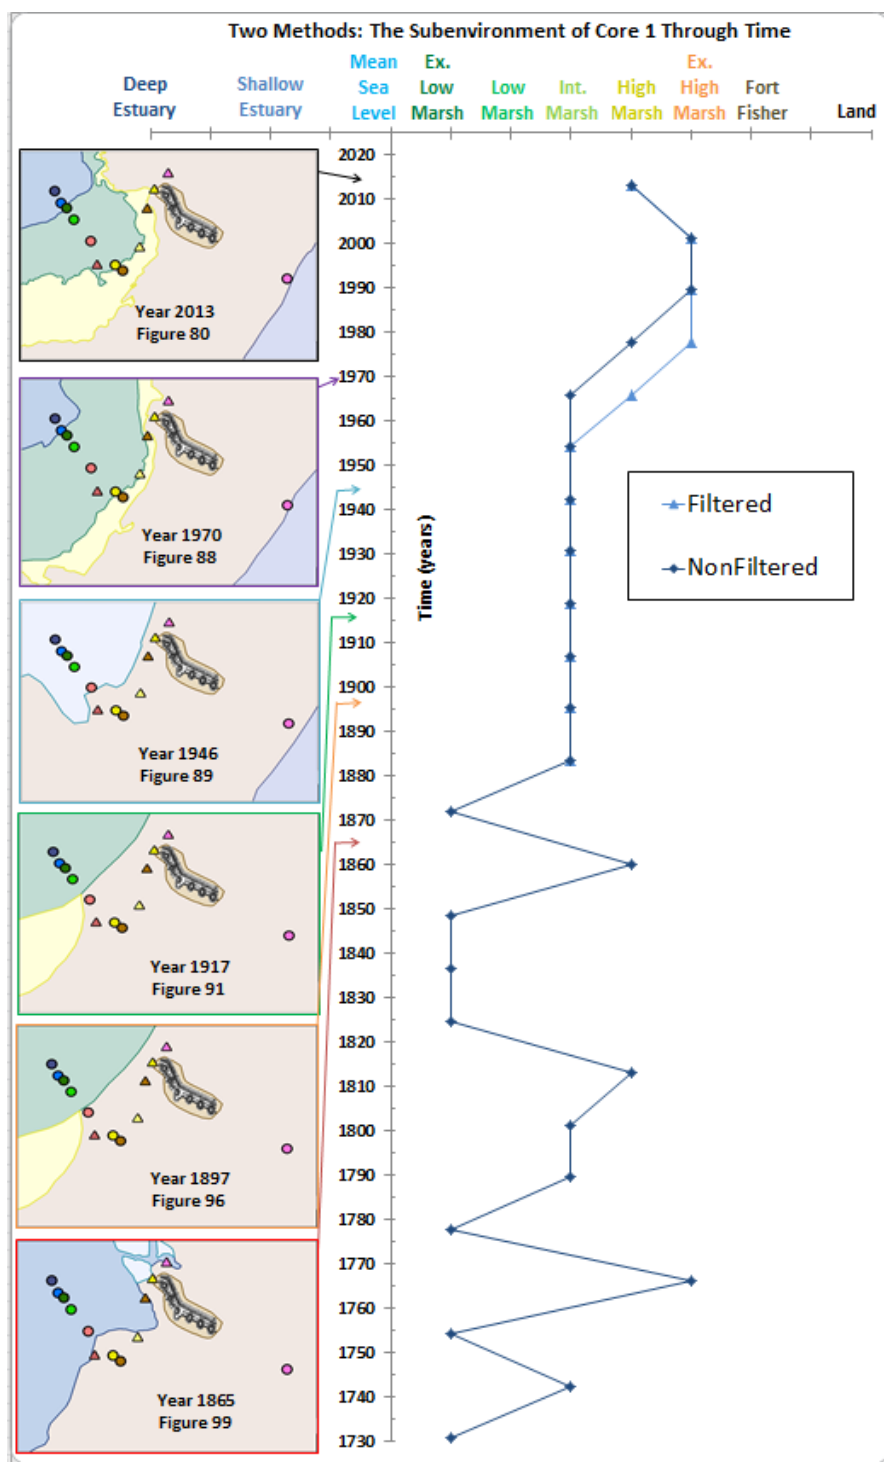 Two Methods: The Subenvironment of Core 1 Through Time
Deep
Estuary
Shallow
Estuary
Mean
Sea
Level
Ex.
Low
Marsh
Low
Marsh
Int.
Marsh
High
Marsh
Ex.
High
Marsh
Fort
Fisher
Land
2020
2010
2000
1990
1980
1970
1960
1950
1940
1930
1920
1910
1900
1890
1880
1870
1860
1850
1840
1830
1820
1810
1800
1790
1780
1770
1760
1750
1740
1730
Time (years)
Filtered
NonFiltered
Year 2013
Figure 80
Year 1970
Figure 88
Year 1946
Figure 89
Year 1917
Figure 91
Year 1897
Figure 96
Year 1865
Figure 99